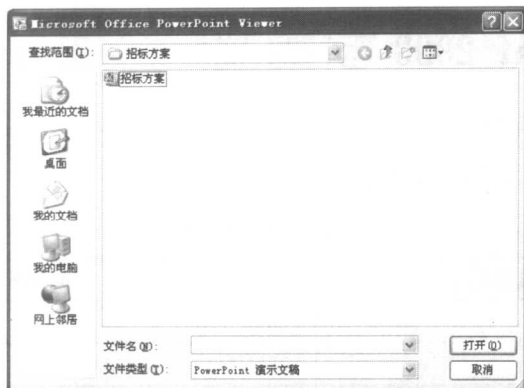 Microsoft Office PowerPoint Viewer
查找范围(I):
招标方案
招标方案
我最近的文档
桌面
我的文档
我的电脑
网上邻居
文件名(N):
打开(O)
文件类型(T):
PowerPoint 演示文稿
取消